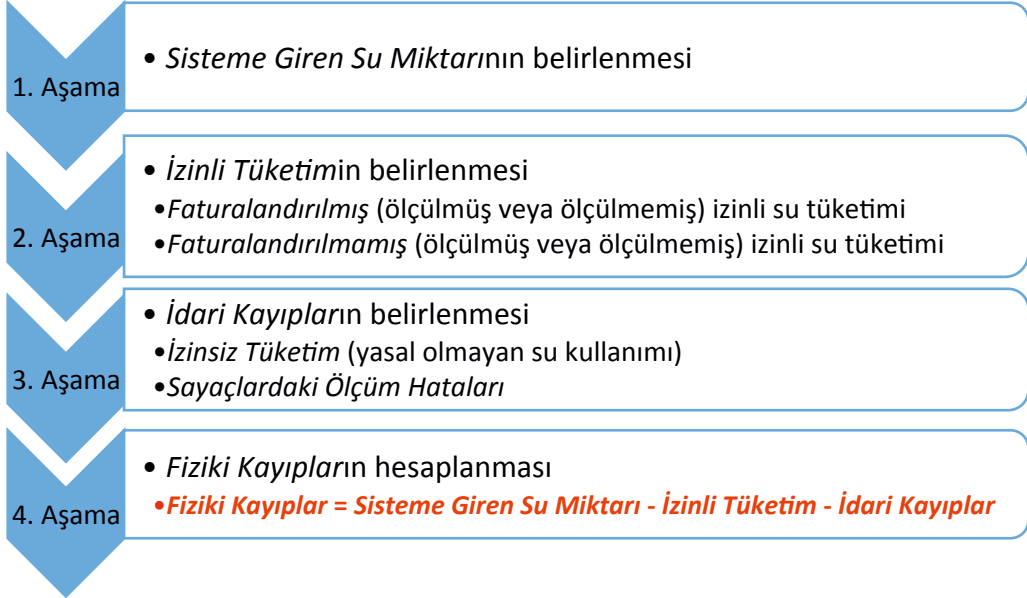 1. Aşama
• Sisteme Giren Su Miktarının belirlenmesi
2. Aşama
• İzinli Tüketimin belirlenmesi
•Faturalandırılmış (ölçülmüş veya ölçülmemiş) izinli su tüketimi
•Faturalandırılmamış (ölçülmüş veya ölçülmemiş) izinli su tüketimi
3. Aşama
• İdari Kayıpların belirlenmesi
•İzinsiz Tüketim (yasal olmayan su kullanımı)
•Sayaçlardaki Ölçüm Hataları
4. Aşama
• Fiziki Kayıpların hesaplanması
•Fiziki Kayıplar = Sisteme Giren Su Miktarı - İzinli Tüketim - İdari Kayıplar